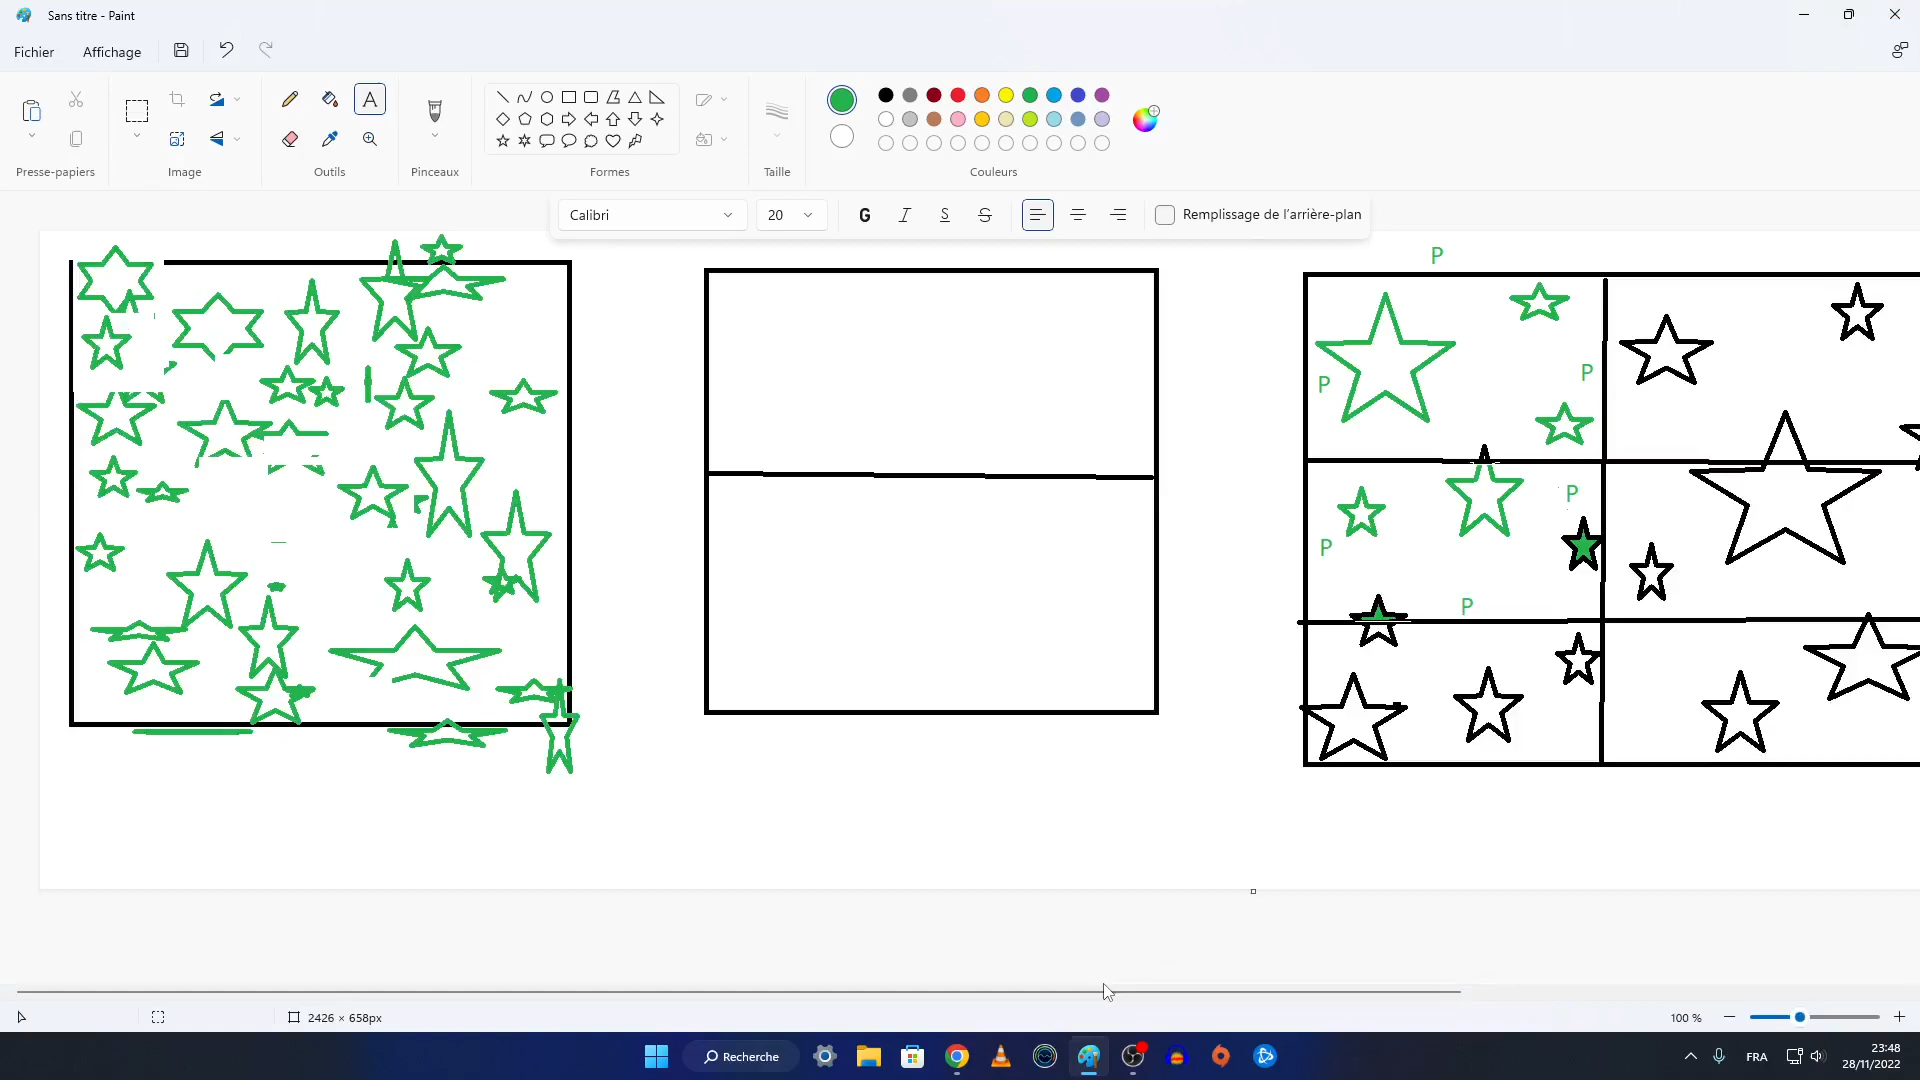 Sans titre - Paint
Fichier
Affichage
Presse-papiers
Image
Outils
Pinceaux
Formes
Taille
Couleurs
Calibri
20
G
I
S
S
Remplissage de l'arrière-plan
P
P
P
P
P
P
2426 × 658px
100 %
Recherche
FRA
23:48
28/11/2022